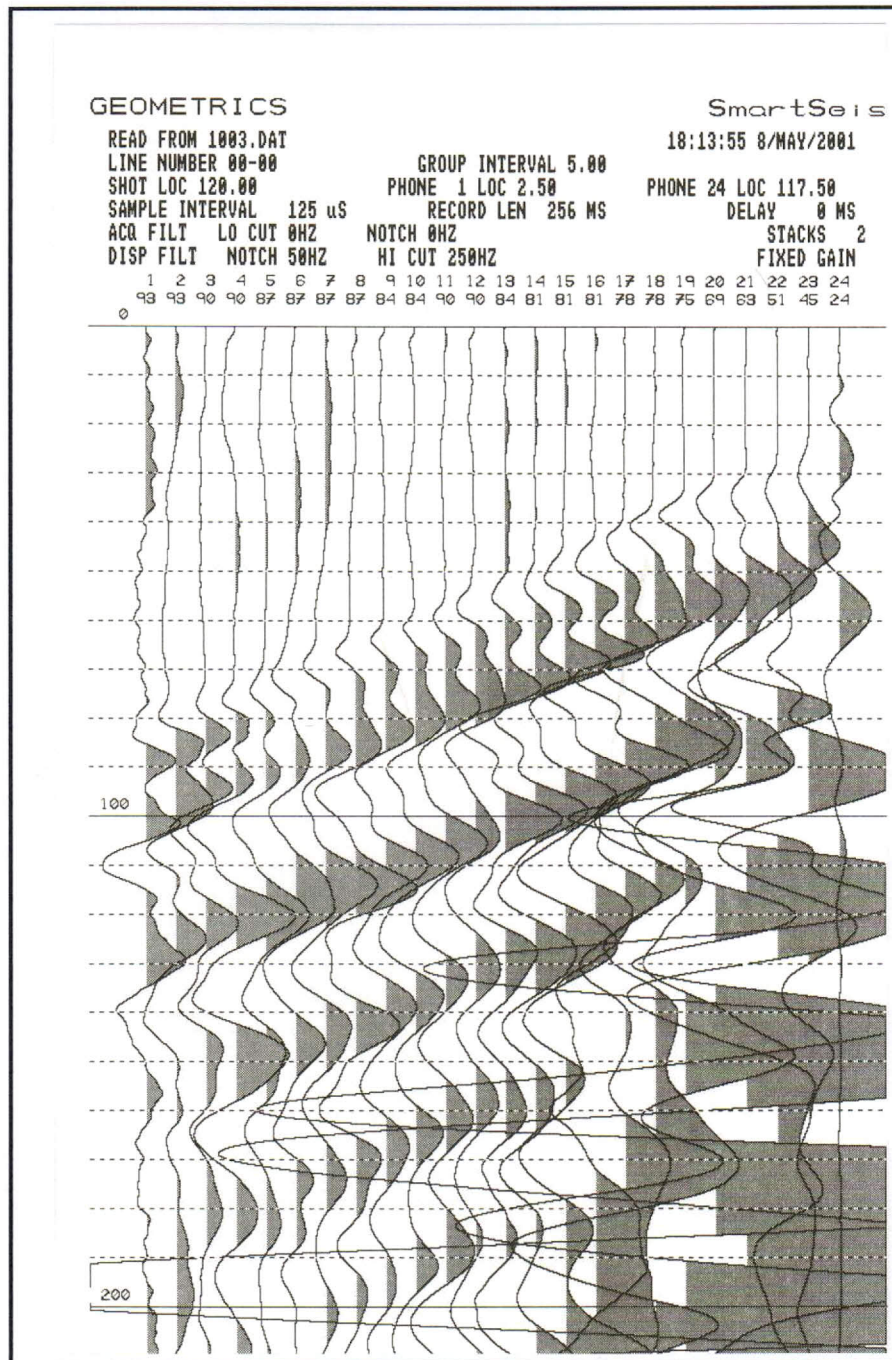 GEOMETRICS SmartSeis
READ FROM 1003.DAT 18:13:55 8/MAY/2001
LINE NUMBER 00-00 GROUP INTERVAL 5.00
SHOT LOC 120.00 PHONE 1 LOC 2.50 PHONE 24 LOC 117.50
SAMPLE INTERVAL 125 uS RECORD LEN 256 MS DELAY 0 MS
ACQ FILT LO CUT 0HZ NOTCH 0HZ STACKS 2
DISP FILT NOTCH 50HZ HI CUT 250HZ FIXED GAIN
1 2 3 4 5 6 7 8 9 10 11 12 13 14 15 16 17 18 19 20 21 22 23 24
93 93 90 90 87 87 87 87 84 84 90 90 84 81 81 81 78 78 75 69 63 51 45 24
0
100
200